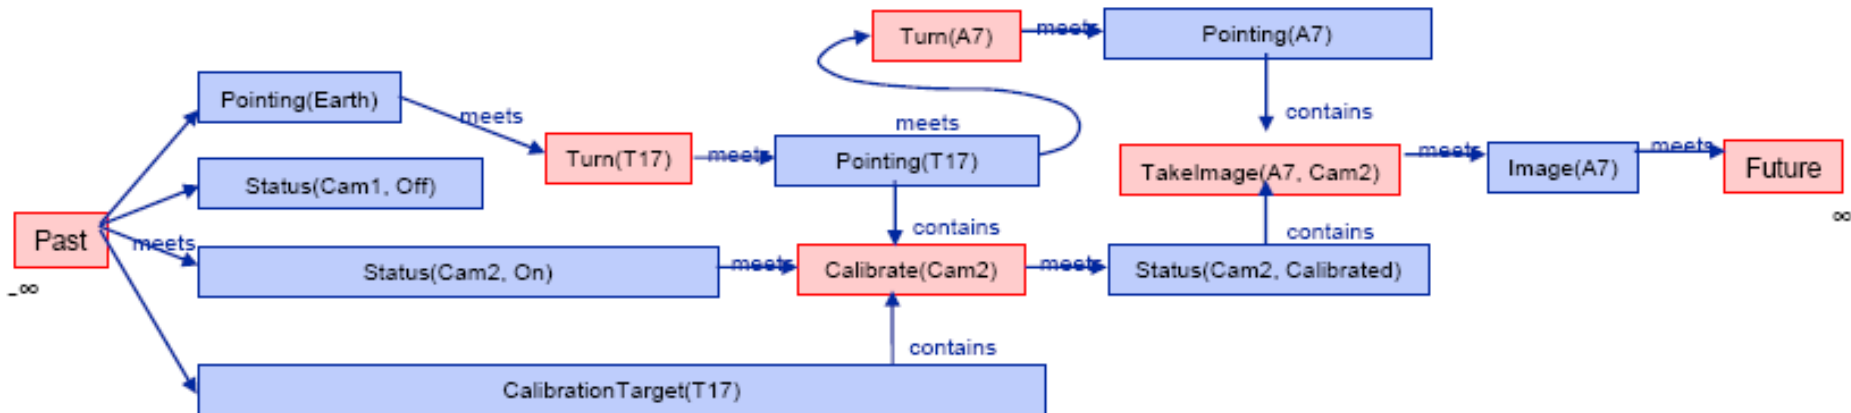 Turn(A7)
meets
Pointing(A7)
Pointing(Earth)
meets
contains
meets
Turn(T17)
meets
Pointing(T17)
TakeImage(A7, Cam2)
meets
Image(A7)
meets
Future
Status(Cam1, Off)
∞
Past
meets
contains
contains
Status(Cam2, On)
meets
Calibrate(Cam2)
meets
Status(Cam2, Calibrated)
-∞
contains
CalibrationTarget(T17)